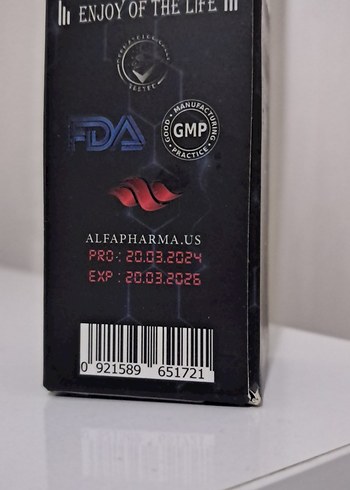 ENJOY OF THE LIFE
TESTED
FDA
GOOD • MANUFACTURING • PRACTICE •
GMP
ALFAPHARMA.US
PRO : 20.03.2024
EXP : 20.03.2026
0 921589 651721